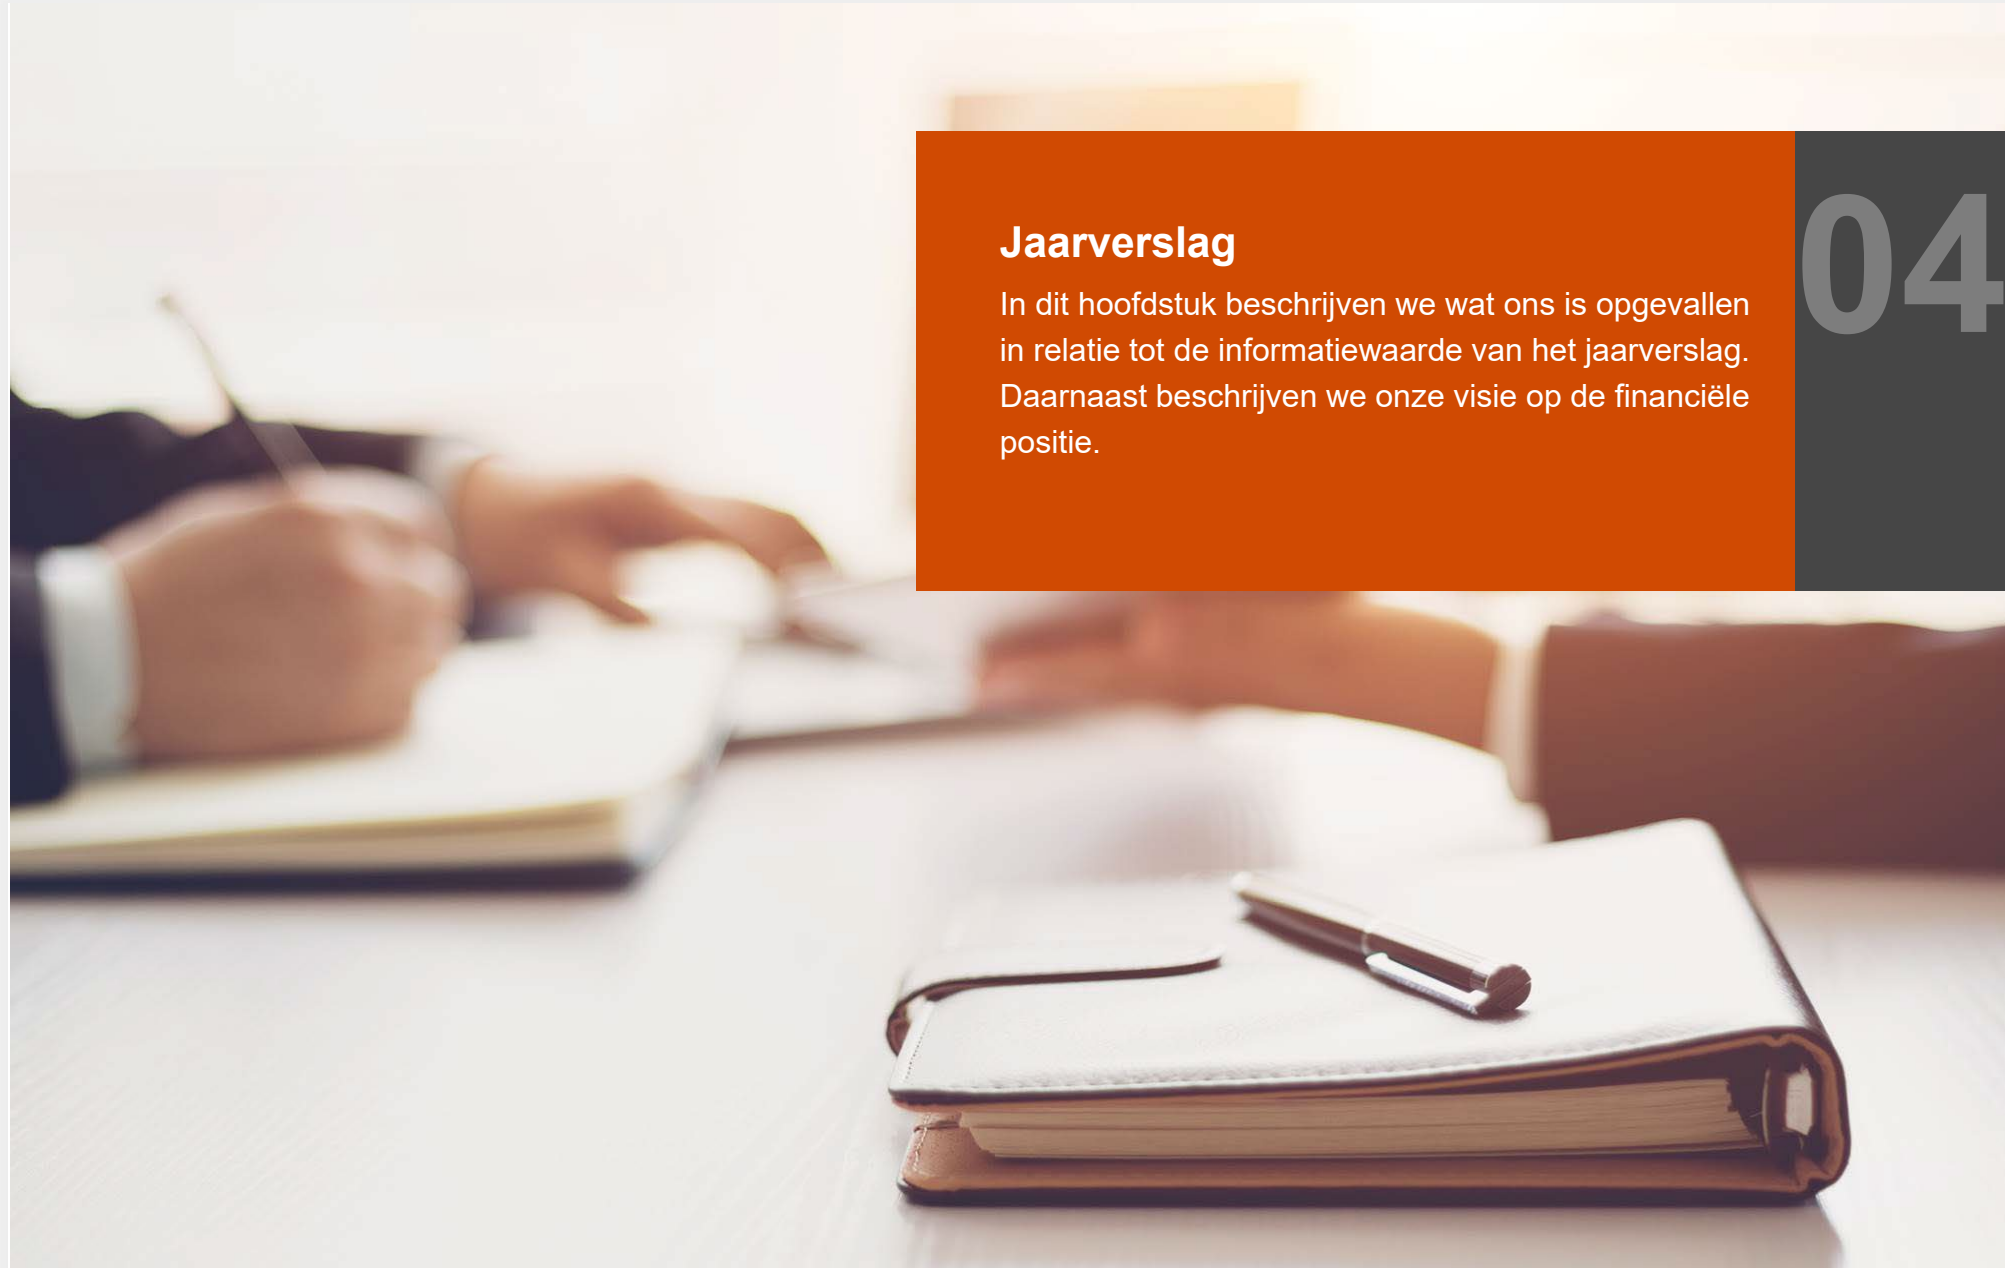 Jaarverslag
In dit hoofdstuk beschrijven we wat ons is opgevallen
in relatie tot de informatiewaarde van het jaarverslag.
Daarnaast beschrijven we onze visie op de financiële
positie.
04